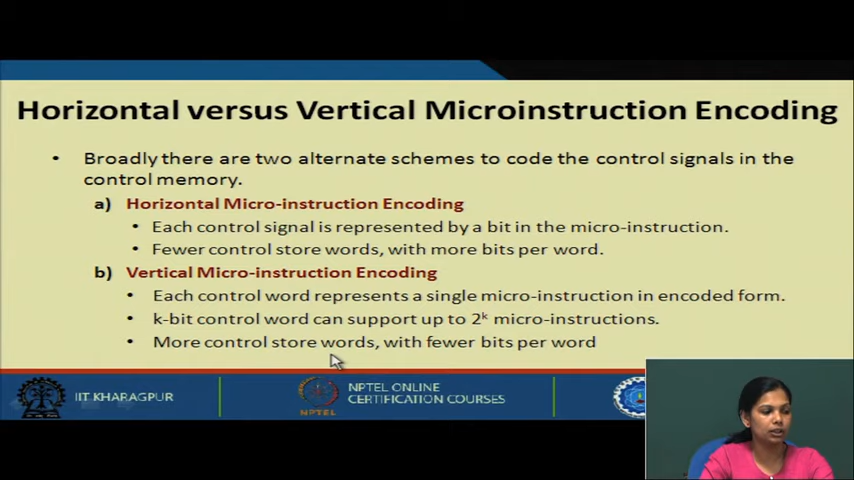 Horizontal versus Vertical Microinstruction Encoding
• Broadly there are two alternate schemes to code the control signals in the
control memory.
a) Horizontal Micro-instruction Encoding
• Each control signal is represented by a bit in the micro-instruction.
• Fewer control store words, with more bits per word.
b) Vertical Micro-instruction Encoding
• Each control word represents a single micro-instruction in encoded form.
• k-bit control word can support up to 2ᵏ micro-instructions.
• More control store words, with fewer bits per word
IIT KHARAGPUR
NPTEL
NPTEL ONLINE
CERTIFICATION COURSES